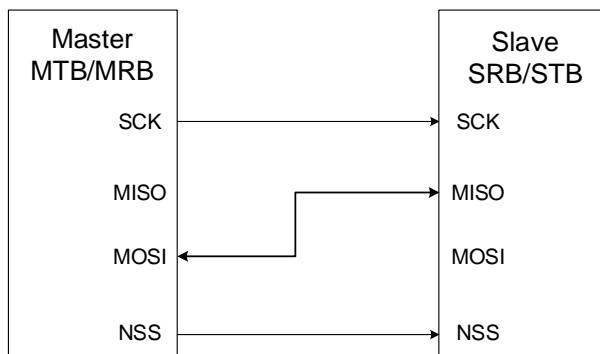 Master
MTB/MRB
SCK
MISO
MOSI
NSS
Slave
SRB/STB
SCK
MISO
MOSI
NSS